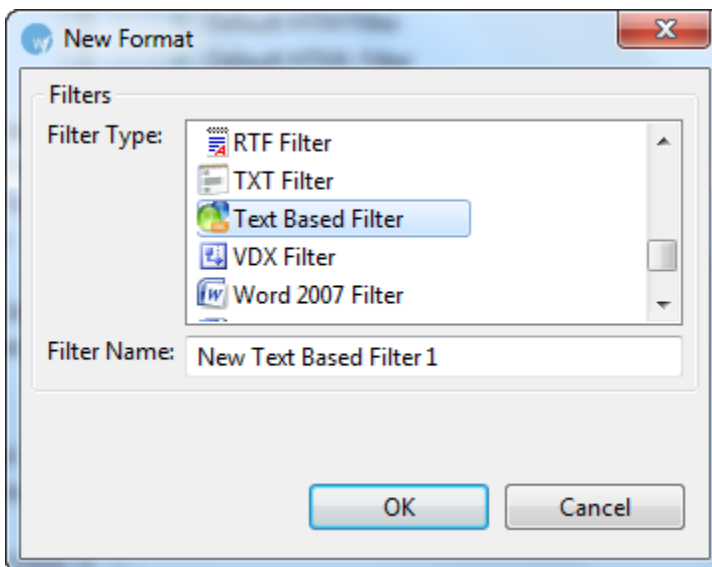 New Format
Filters
Filter Type:
RTF Filter
TXT Filter
Text Based Filter
VDX Filter
Word 2007 Filter
Filter Name:
New Text Based Filter 1
OK
Cancel